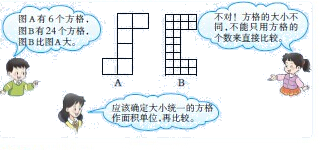 图A有6个方格,
图B有24个方格,
图B比图A大。
不对!方格的大小不
同,不能只用方格的
个数来直接比较。
A
B
应该确定大小统一的方格
作面积单位,再比较。